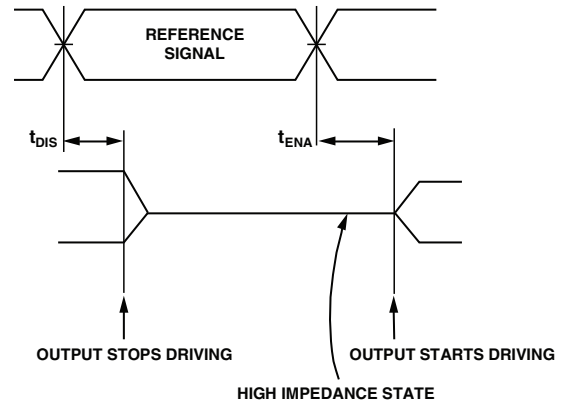 REFERENCE
SIGNAL
tDIS
tENA
OUTPUT STOPS DRIVING
OUTPUT STARTS DRIVING
HIGH IMPEDANCE STATE